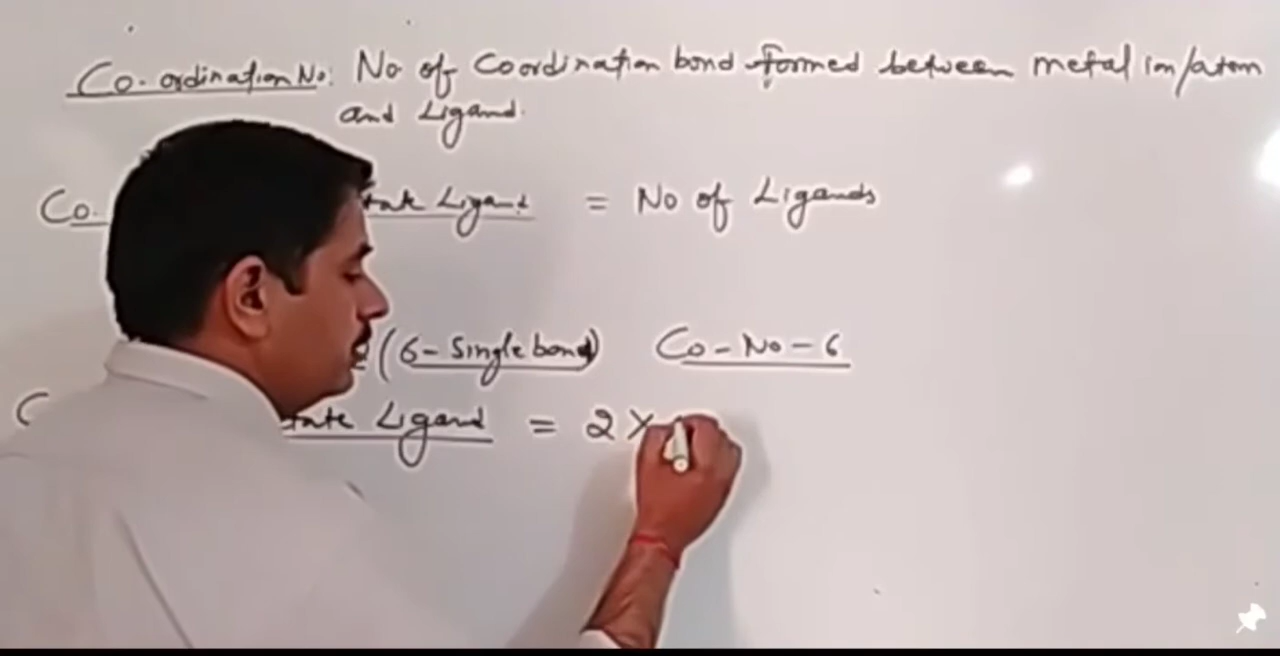 Co-ordination No: No of Coordination bond formed between metal ion/atom
and Ligand.
Co. Ligand = No of Ligands
(6-Single bond) Co-No-6
tate Ligand = 2 X